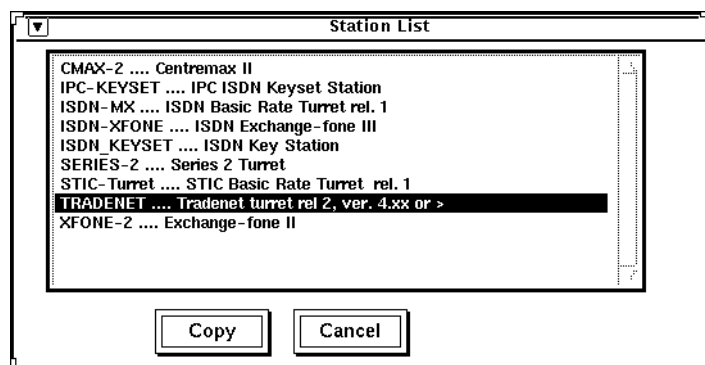 Station List
CMAX-2 .... Centremax II
IPC-KEYSET .... IPC ISDN Keyset Station
ISDN-MX .... ISDN Basic Rate Turret rel. 1
ISDN-XFONE .... ISDN Exchange-fone III
ISDN_KEYSET .... ISDN Key Station
SERIES-2 .... Series 2 Turret
STIC-Turret .... STIC Basic Rate Turret rel. 1
TRADENET .... Tradenet turret rel 2, ver. 4.xx or >
XFONE-2 .... Exchange-fone II
Copy Cancel